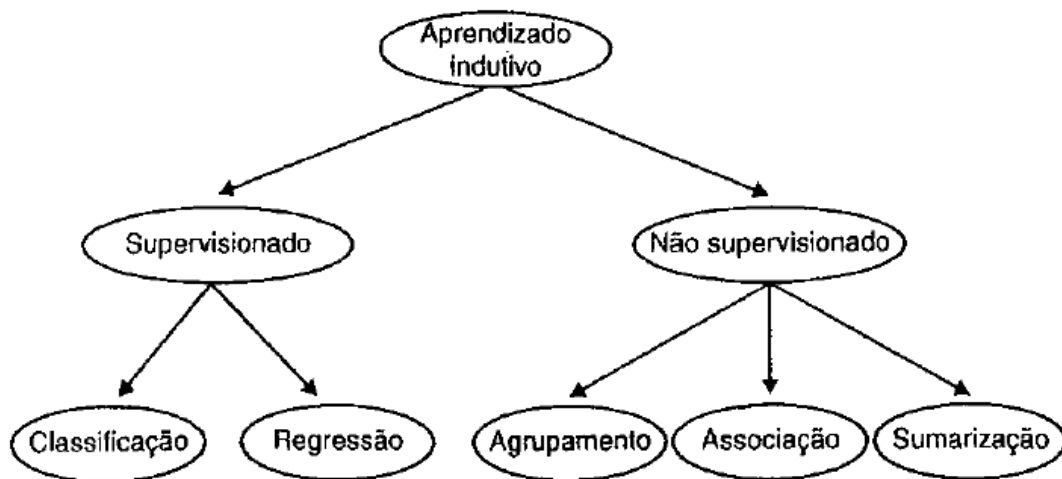 Aprendizado
indutivo
Supervisionado
Não supervisionado
Classificação
Regressão
Agrupamento
Associação
Sumarização